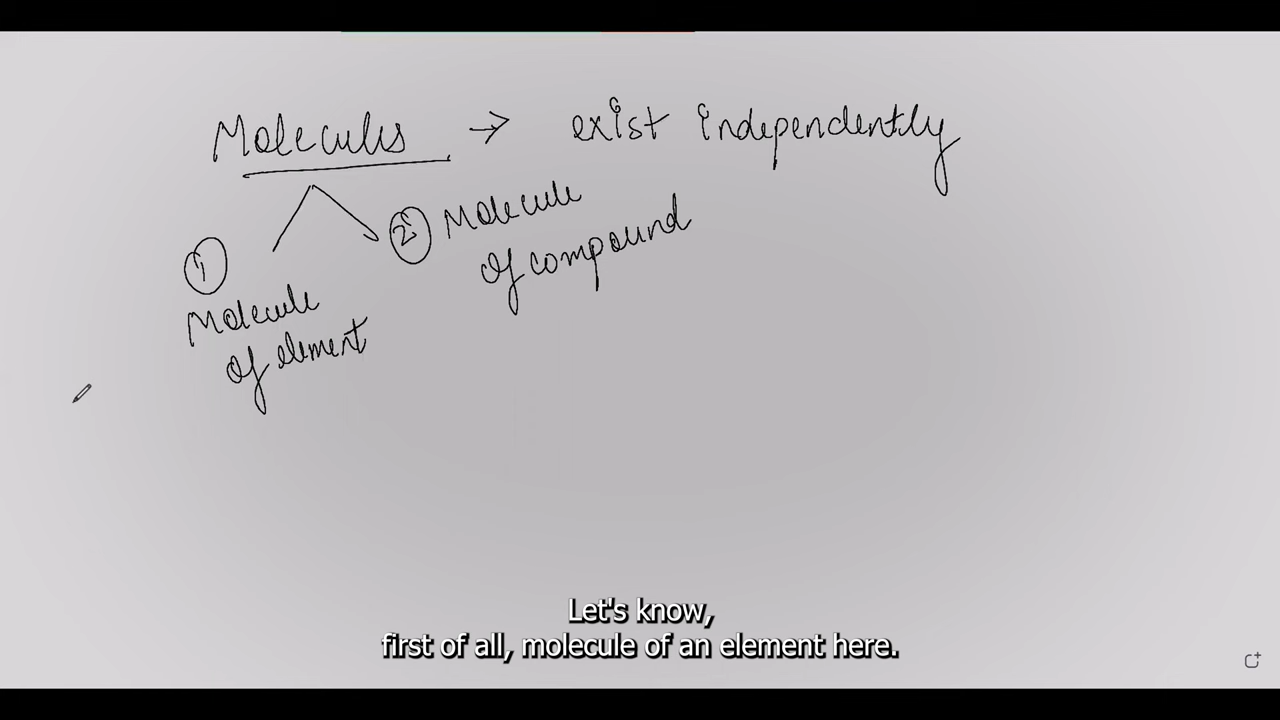 Molecules → exist independently
① Molecule
of element
② Molecule
of compound
Let's know,
first of all, molecule of an element here.